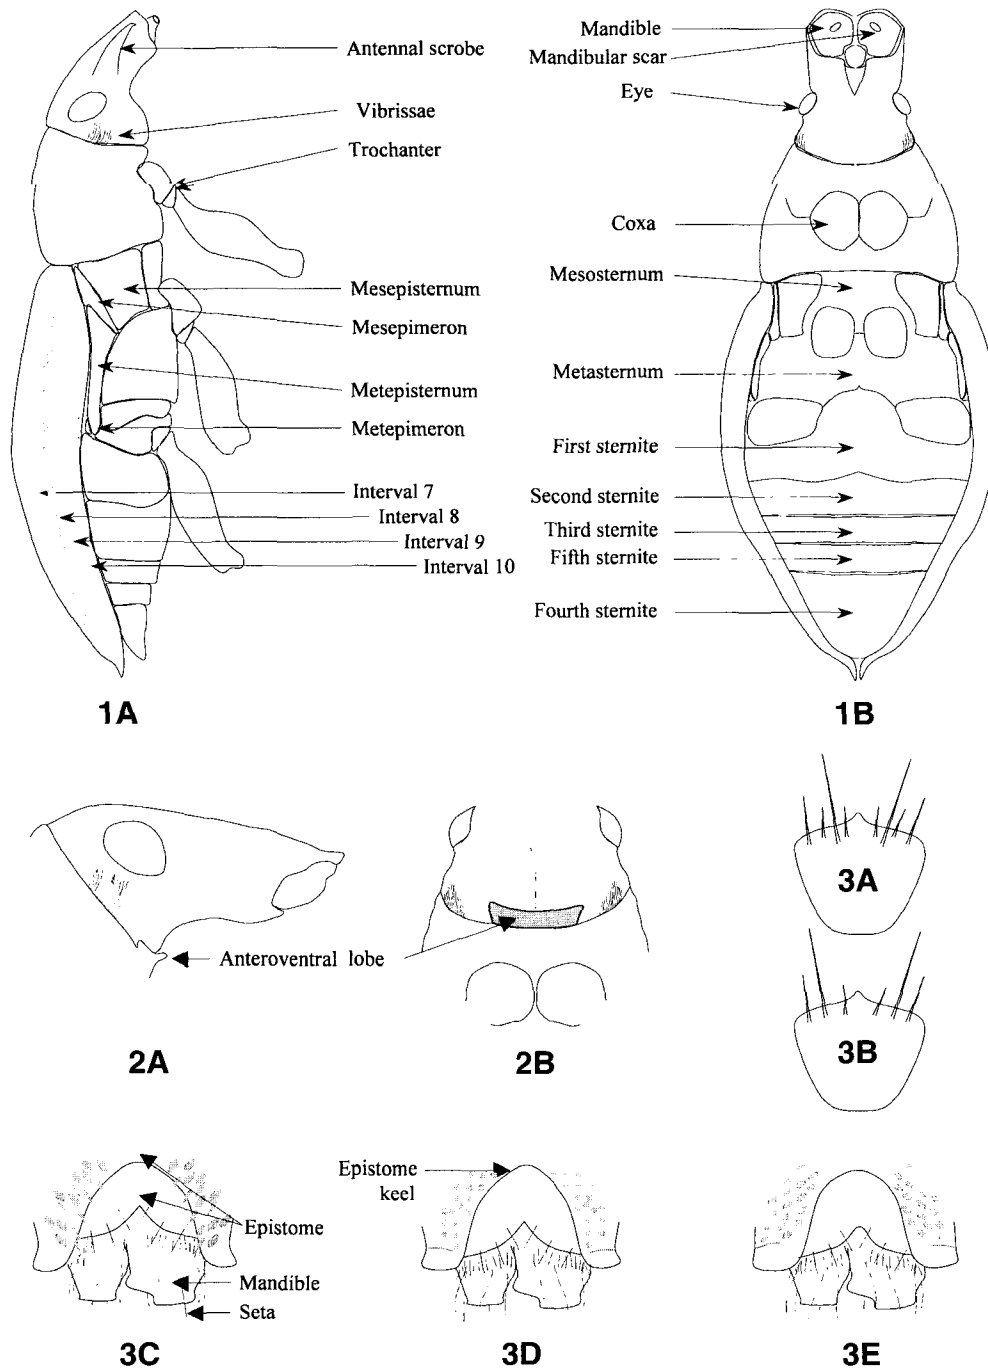 Antennal scrobe
Vibrissae
Trochanter
Mesepisternum
Mesepimeron
Metepisternum
Metepimeron
Interval 7
Interval 8
Interval 9
Interval 10
1A
Mandible
Mandibular scar
Eye
Coxa
Mesosternum
Metasternum
First sternite
Second sternite
Third sternite
Fifth sternite
Fourth sternite
1B
Anteroventral lobe
2A
2B
3A
3B
Epistome
Mandible
Seta
3C
Epistome
keel
3D
3E